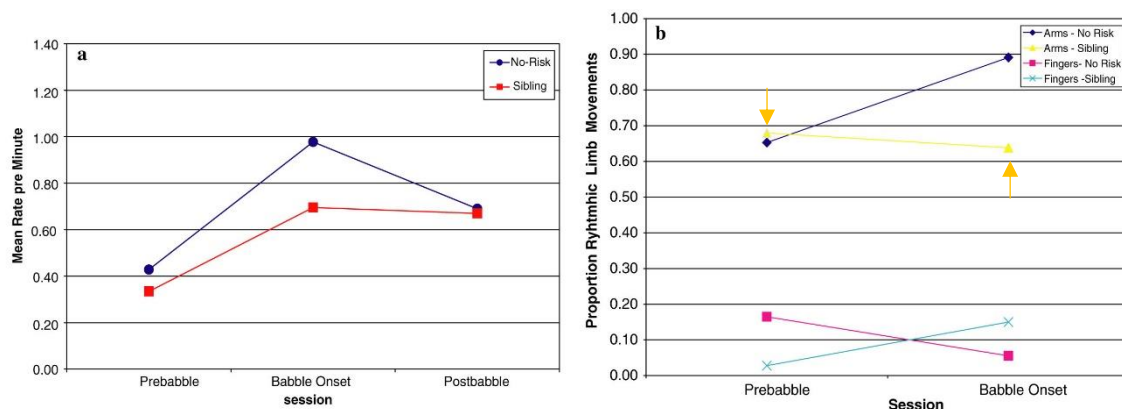 a
1.40
1.20
1.00
0.80
0.60
0.40
0.20
0.00
Mean Rate pre Minute
No-Risk
Sibling
Prebabble Babble Onset Postbabble
session
b
1.00
0.90
0.80
0.70
0.60
0.50
0.40
0.30
0.20
0.10
0.00
Proportion Ryhtmhic Limb Movements
Arms - No Risk
Arms - Sibling
Fingers- No Risk
Fingers -Sibling
Prebabble Babble Onset
Session